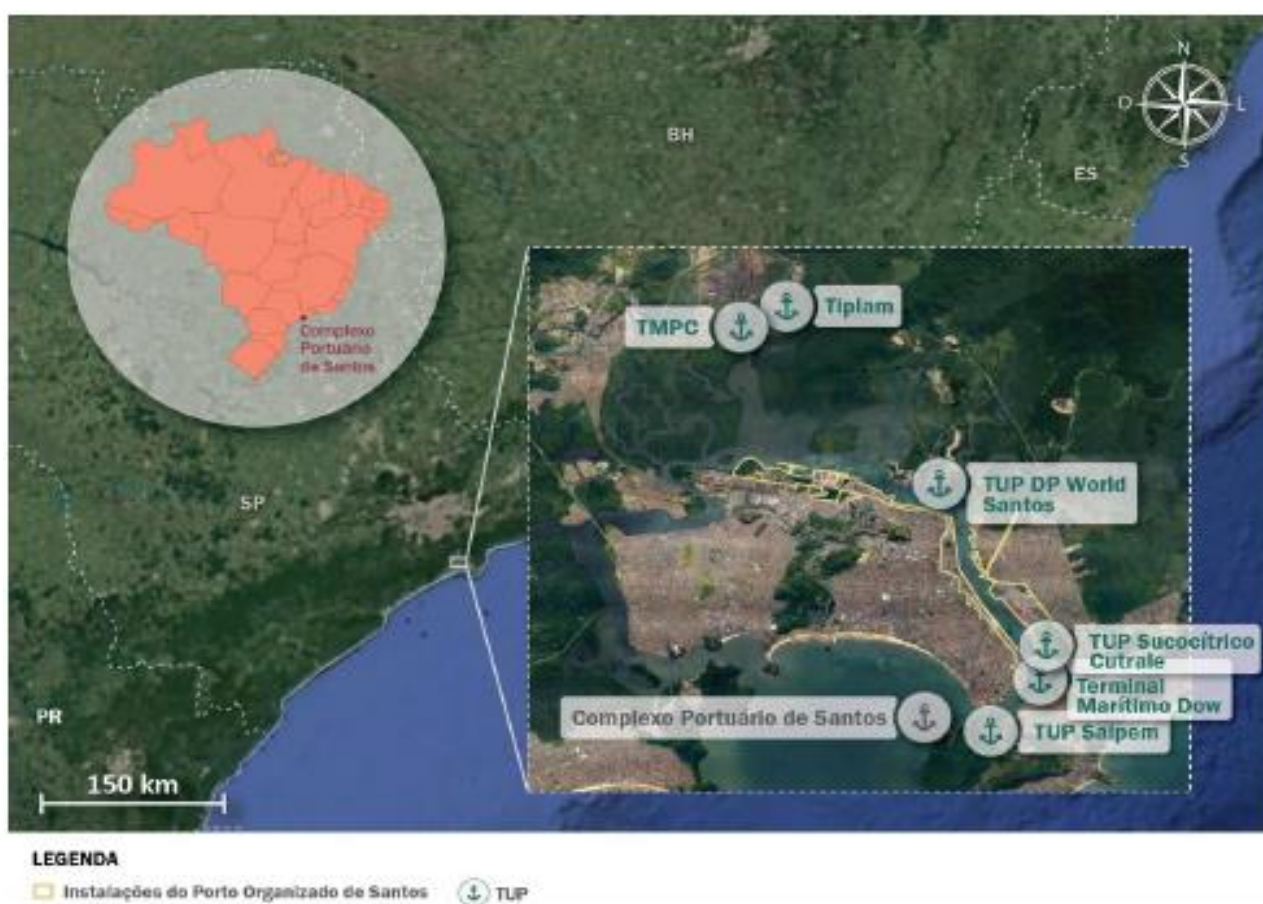 N
O
L
S
BH
ES
SP
PR
Complexo
Portuário
de Santos
TMPC
Tiplam
TUP DP World
Santos
TUP Sucocítrico
Cutrale
Terminal
Marítimo Dow
Complexo Portuário de Santos
TUP Saipem
150 km
LEGENDA
Instalações do Porto Organizado de Santos
TUP